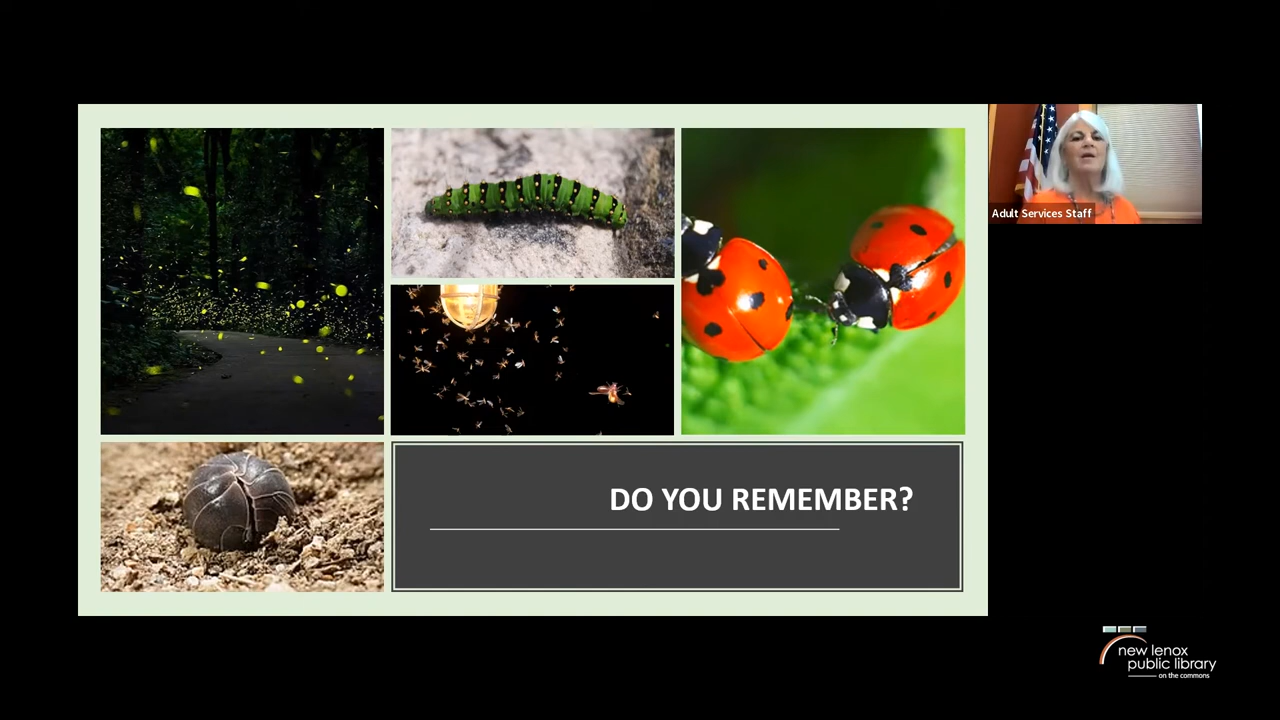 Adult Services Staff
DO YOU REMEMBER?
new lenox
public library
on the commons